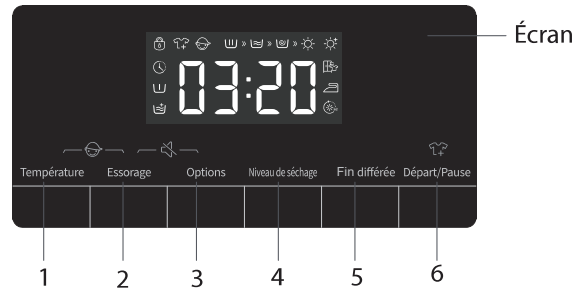 Écran
03:20
Température Essorage Options Niveau de séchage Fin différée Départ/Pause
1 2 3 4 5 6